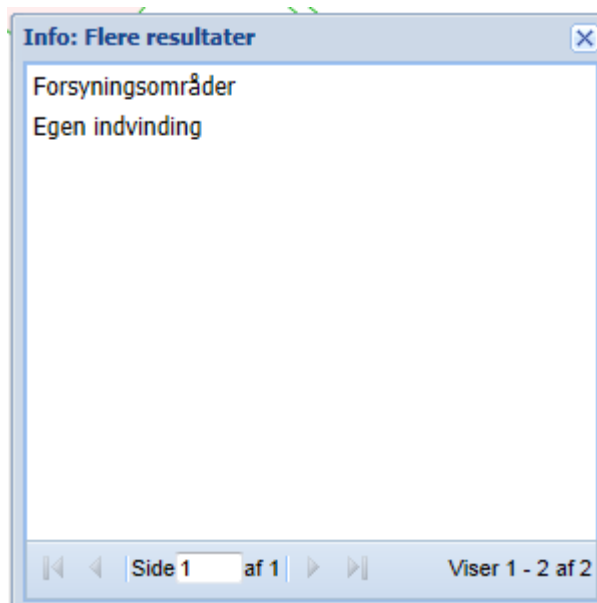 Info: Flere resultater
Forsyningsområder
Egen indvinding
Side 1 af 1 Viser 1 - 2 af 2